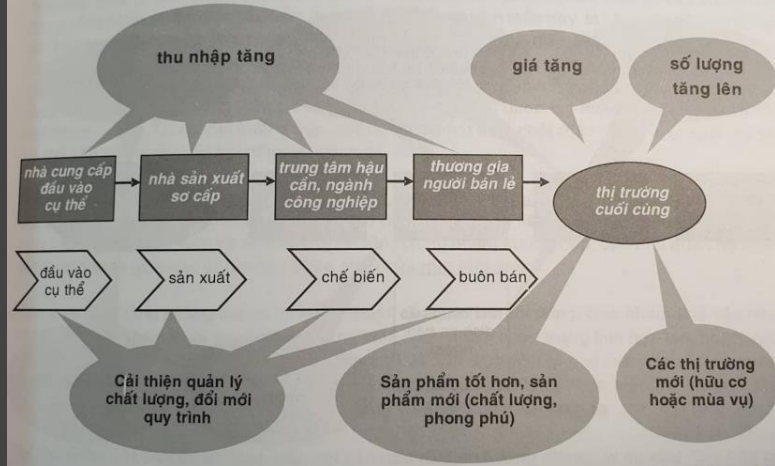 thu nhập tăng
giá tăng
số lượng
tăng lên
nhà cung cấp
đầu vào
cụ thể
nhà sản xuất
sơ cấp
trung tâm hậu
cần, ngành
công nghiệp
thương gia
người bán lẻ
thị trường
cuối cùng
đầu vào
cụ thể
sản xuất
chế biến
buôn bán
Cải thiện quản lý
chất lượng, đổi mới
quy trình
Sản phẩm tốt hơn, sản
phẩm mới (chất lượng,
phong phú)
Các thị trường
mới (hữu cơ
hoặc mùa vụ)